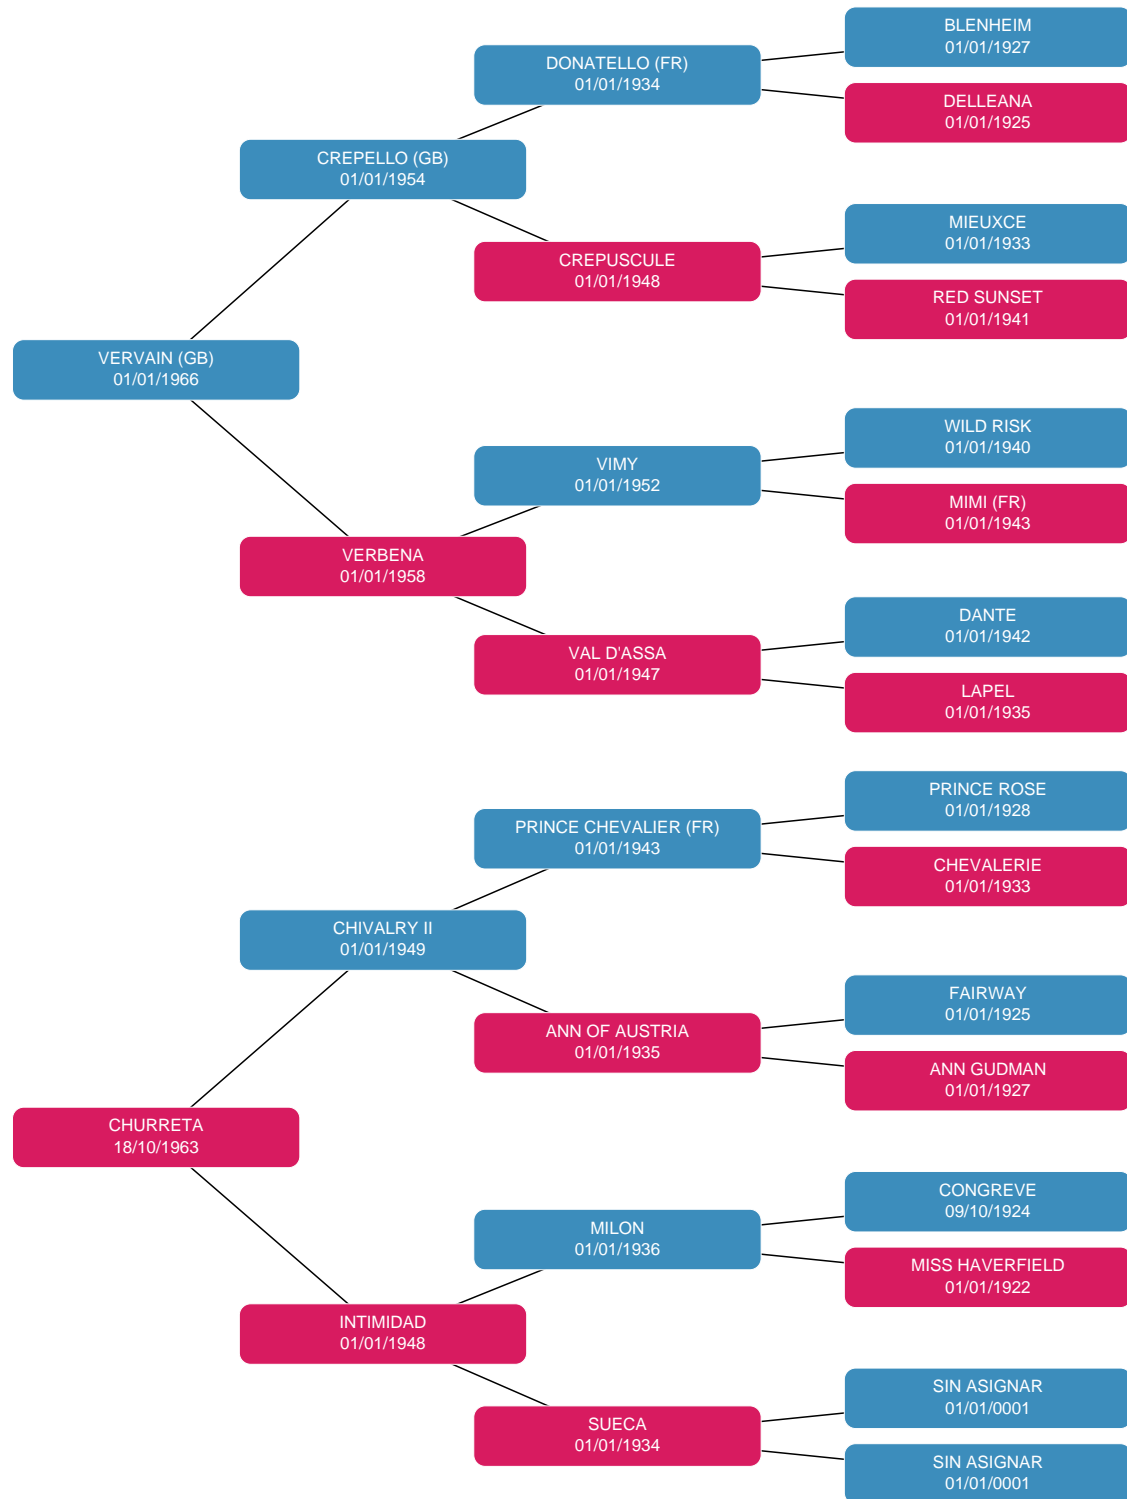 BLENHEIM
01/01/1927
DONATELLO (FR)
01/01/1934
DELLEANA
01/01/1925
CREPELLO (GB)
01/01/1954
MIEUXCE
01/01/1933
CREPUSCULE
01/01/1948
RED SUNSET
01/01/1941
VERVAIN (GB)
01/01/1966
WILD RISK
01/01/1940
VIMY
01/01/1952
MIMI (FR)
01/01/1943
VERBENA
01/01/1958
DANTE
01/01/1942
VAL D'ASSA
01/01/1947
LAPEL
01/01/1935
PRINCE ROSE
01/01/1928
PRINCE CHEVALIER (FR)
01/01/1943
CHEVALERIE
01/01/1933
CHIVALRY II
01/01/1949
FAIRWAY
01/01/1925
ANN OF AUSTRIA
01/01/1935
ANN GUDMAN
01/01/1927
CHURRETA
18/10/1963
CONGREVE
09/10/1924
MILON
01/01/1936
MISS HAVERFIELD
01/01/1922
INTIMIDAD
01/01/1948
SIN ASIGNAR
01/01/0001
SUECA
01/01/1934
SIN ASIGNAR
01/01/0001